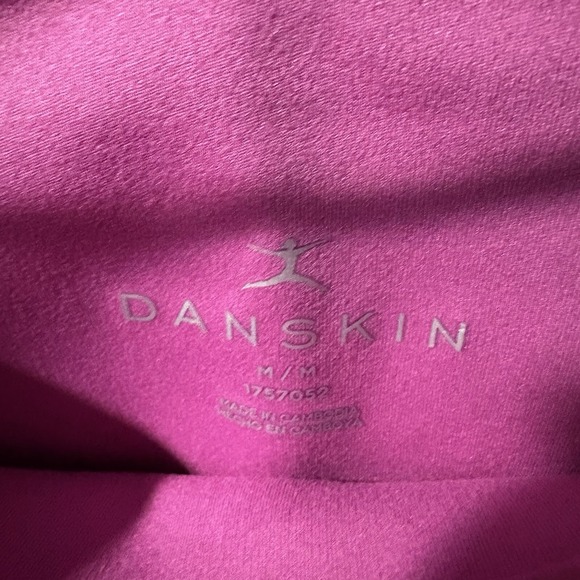 DANSKIN
M/M
1757052
MADE IN CAMBODIA
HECHO EN CAMBOYA